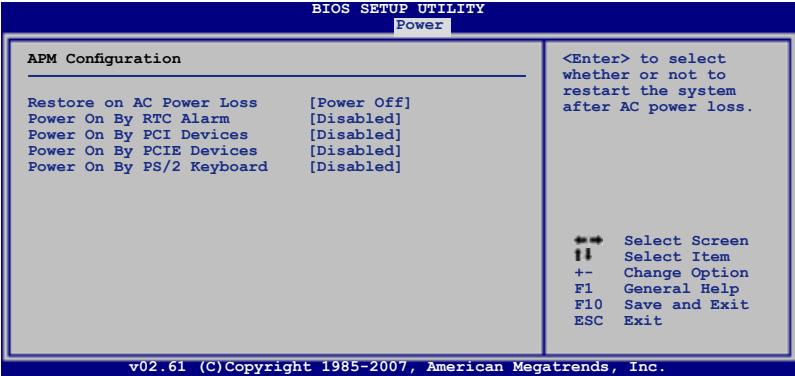 BIOS SETUP UTILITY
Power
APM Configuration
Restore on AC Power Loss [Power Off]
Power On By RTC Alarm [Disabled]
Power On By PCI Devices [Disabled]
Power On By PCIE Devices [Disabled]
Power On By PS/2 Keyboard [Disabled]
<Enter> to select
whether or not to
restart the system
after AC power loss.
←→ Select Screen
↑↓ Select Item
+- Change Option
F1 General Help
F10 Save and Exit
ESC Exit
v02.61 (C)Copyright 1985-2007, American Megatrends, Inc.